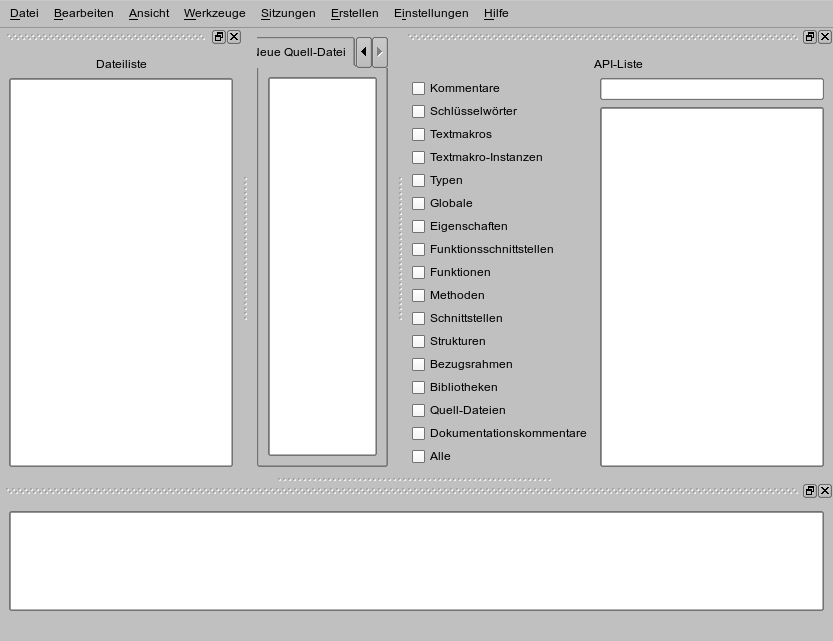 Datei Bearbeiten Ansicht Werkzeuge Sitzungen Erstellen Einstellungen Hilfe
Dateiliste
Quell-Datei
API-Liste
Kommentare
Schlüsselwörter
Textmakros
Textmakro-Instanzen
Typen
Globale
Eigenschaften
Funktionsschnittstellen
Funktionen
Methoden
Schnittstellen
Strukturen
Bezugsrahmen
Bibliotheken
Quell-Dateien
Dokumentationskommentare
Alle